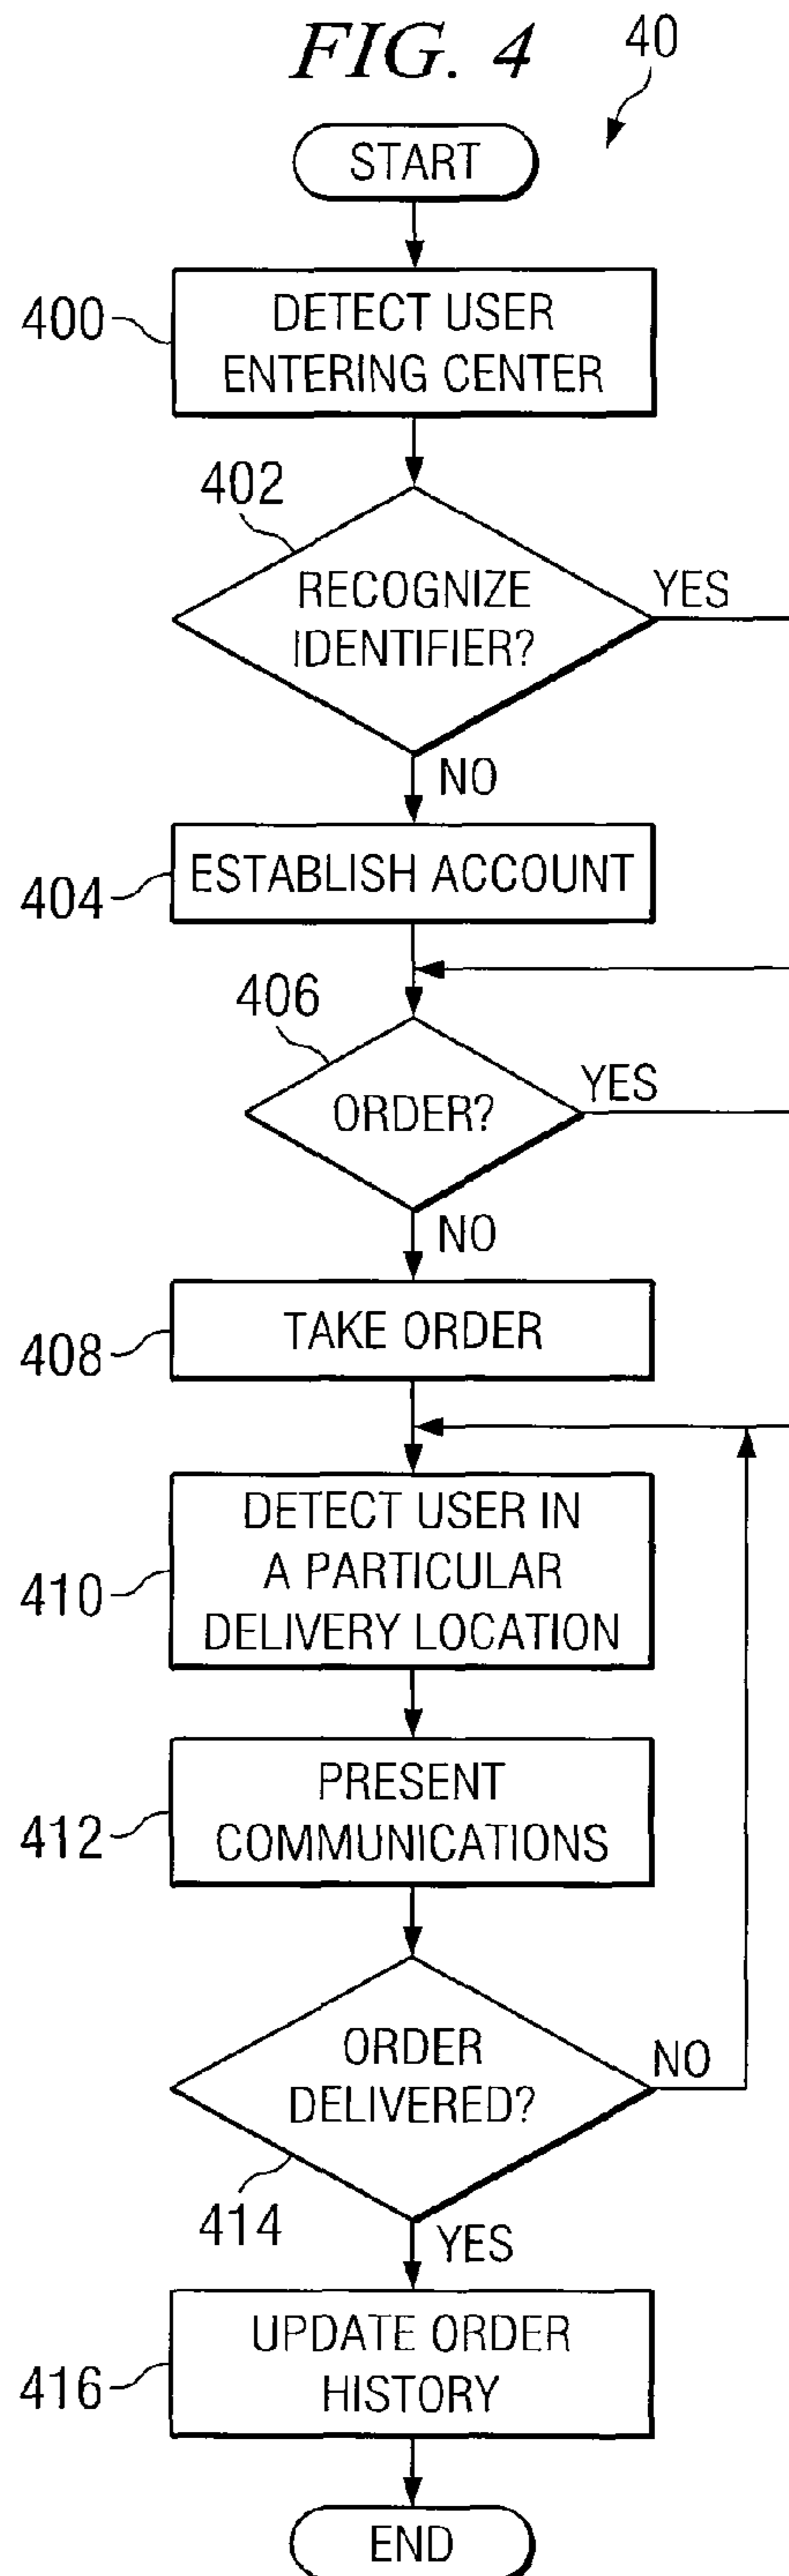 FIG. 4
40
START
400
DETECT USER
ENTERING CENTER
402
RECOGNIZE
IDENTIFIER?
YES
NO
404
ESTABLISH ACCOUNT
406
ORDER?
YES
NO
408
TAKE ORDER
410
DETECT USER IN
A PARTICULAR
DELIVERY LOCATION
412
PRESENT
COMMUNICATIONS
ORDER
DELIVERED?
NO
414
YES
416
UPDATE ORDER
HISTORY
END